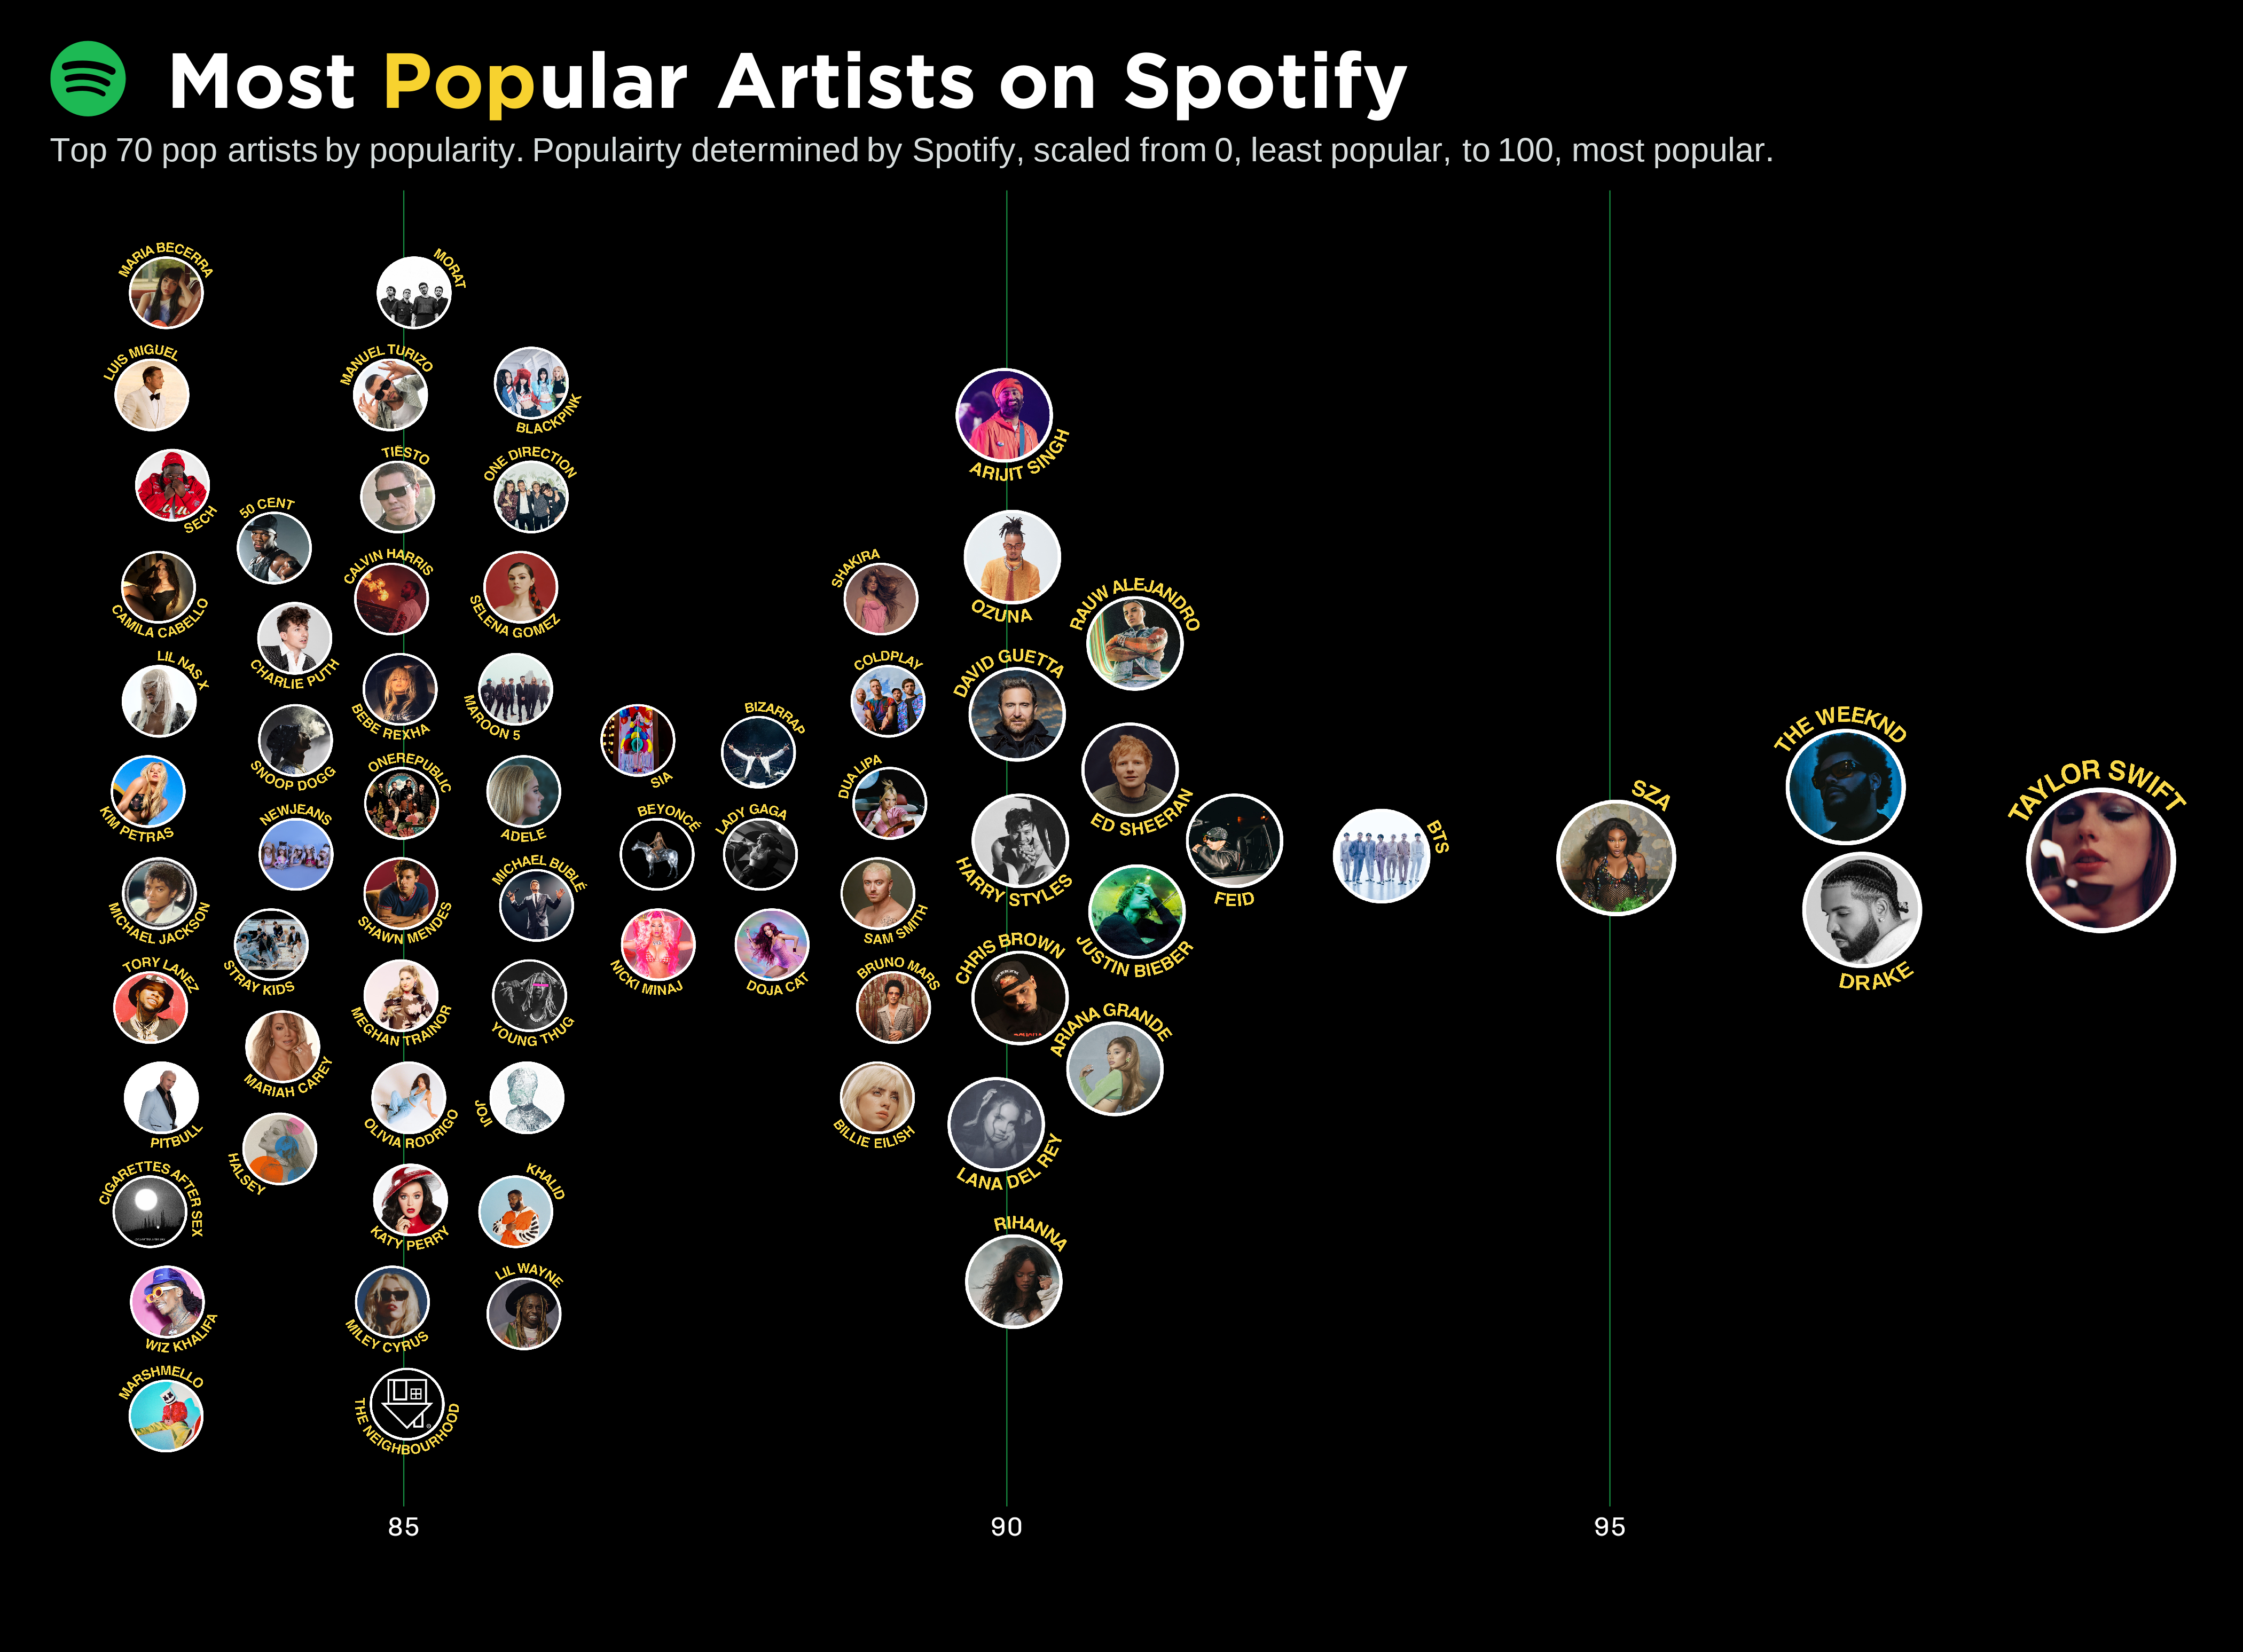 Most Popular Artists on Spotify
Top 70 pop artists by popularity. Populairty determined by Spotify, scaled from 0, least popular, to 100, most popular.
MARIA BECERRA
LUIS MIGUEL
SECH
CAMILA CABELLO
LIL NAS X
KIM PETRAS
MICHAEL JACKSON
TORY LANEZ
PITBULL
CIGARETTES AFTER SEX
WIZ KHALIFA
MARSHMELLO
50 CENT
CHARLIE PUTH
SNOOP DOGG
NEWJEANS
STRAY KIDS
MARIAH CAREY
HALSEY
MORAT
MANUEL TURIZO
TIËSTO
CALVIN HARRIS
BEBE REXHA
ONEREPUBLIC
SHAWN MENDES
MEGHAN TRAINOR
OLIVIA RODRIGO
KATY PERRY
MILEY CYRUS
THE NEIGHBOURHOOD
BLACKPINK
ONE DIRECTION
SELENA GOMEZ
MAROON 5
ADELE
MICHAEL BUBLÉ
YOUNG THUG
JOJI
KHALID
LIL WAYNE
SIA
BEYONCÉ
NICKI MINAJ
BIZARRAP
LADY GAGA
DOJA CAT
SHAKIRA
COLDPLAY
DUA LIPA
SAM SMITH
BRUNO MARS
BILLIE EILISH
ARIJIT SINGH
OZUNA
DAVID GUETTA
HARRY STYLES
CHRIS BROWN
LANA DEL REY
RIHANNA
RAUW ALEJANDRO
ED SHEERAN
JUSTIN BIEBER
ARIANA GRANDE
FEID
BTS
SZA
THE WEEKND
DRAKE
TAYLOR SWIFT
85
90
95